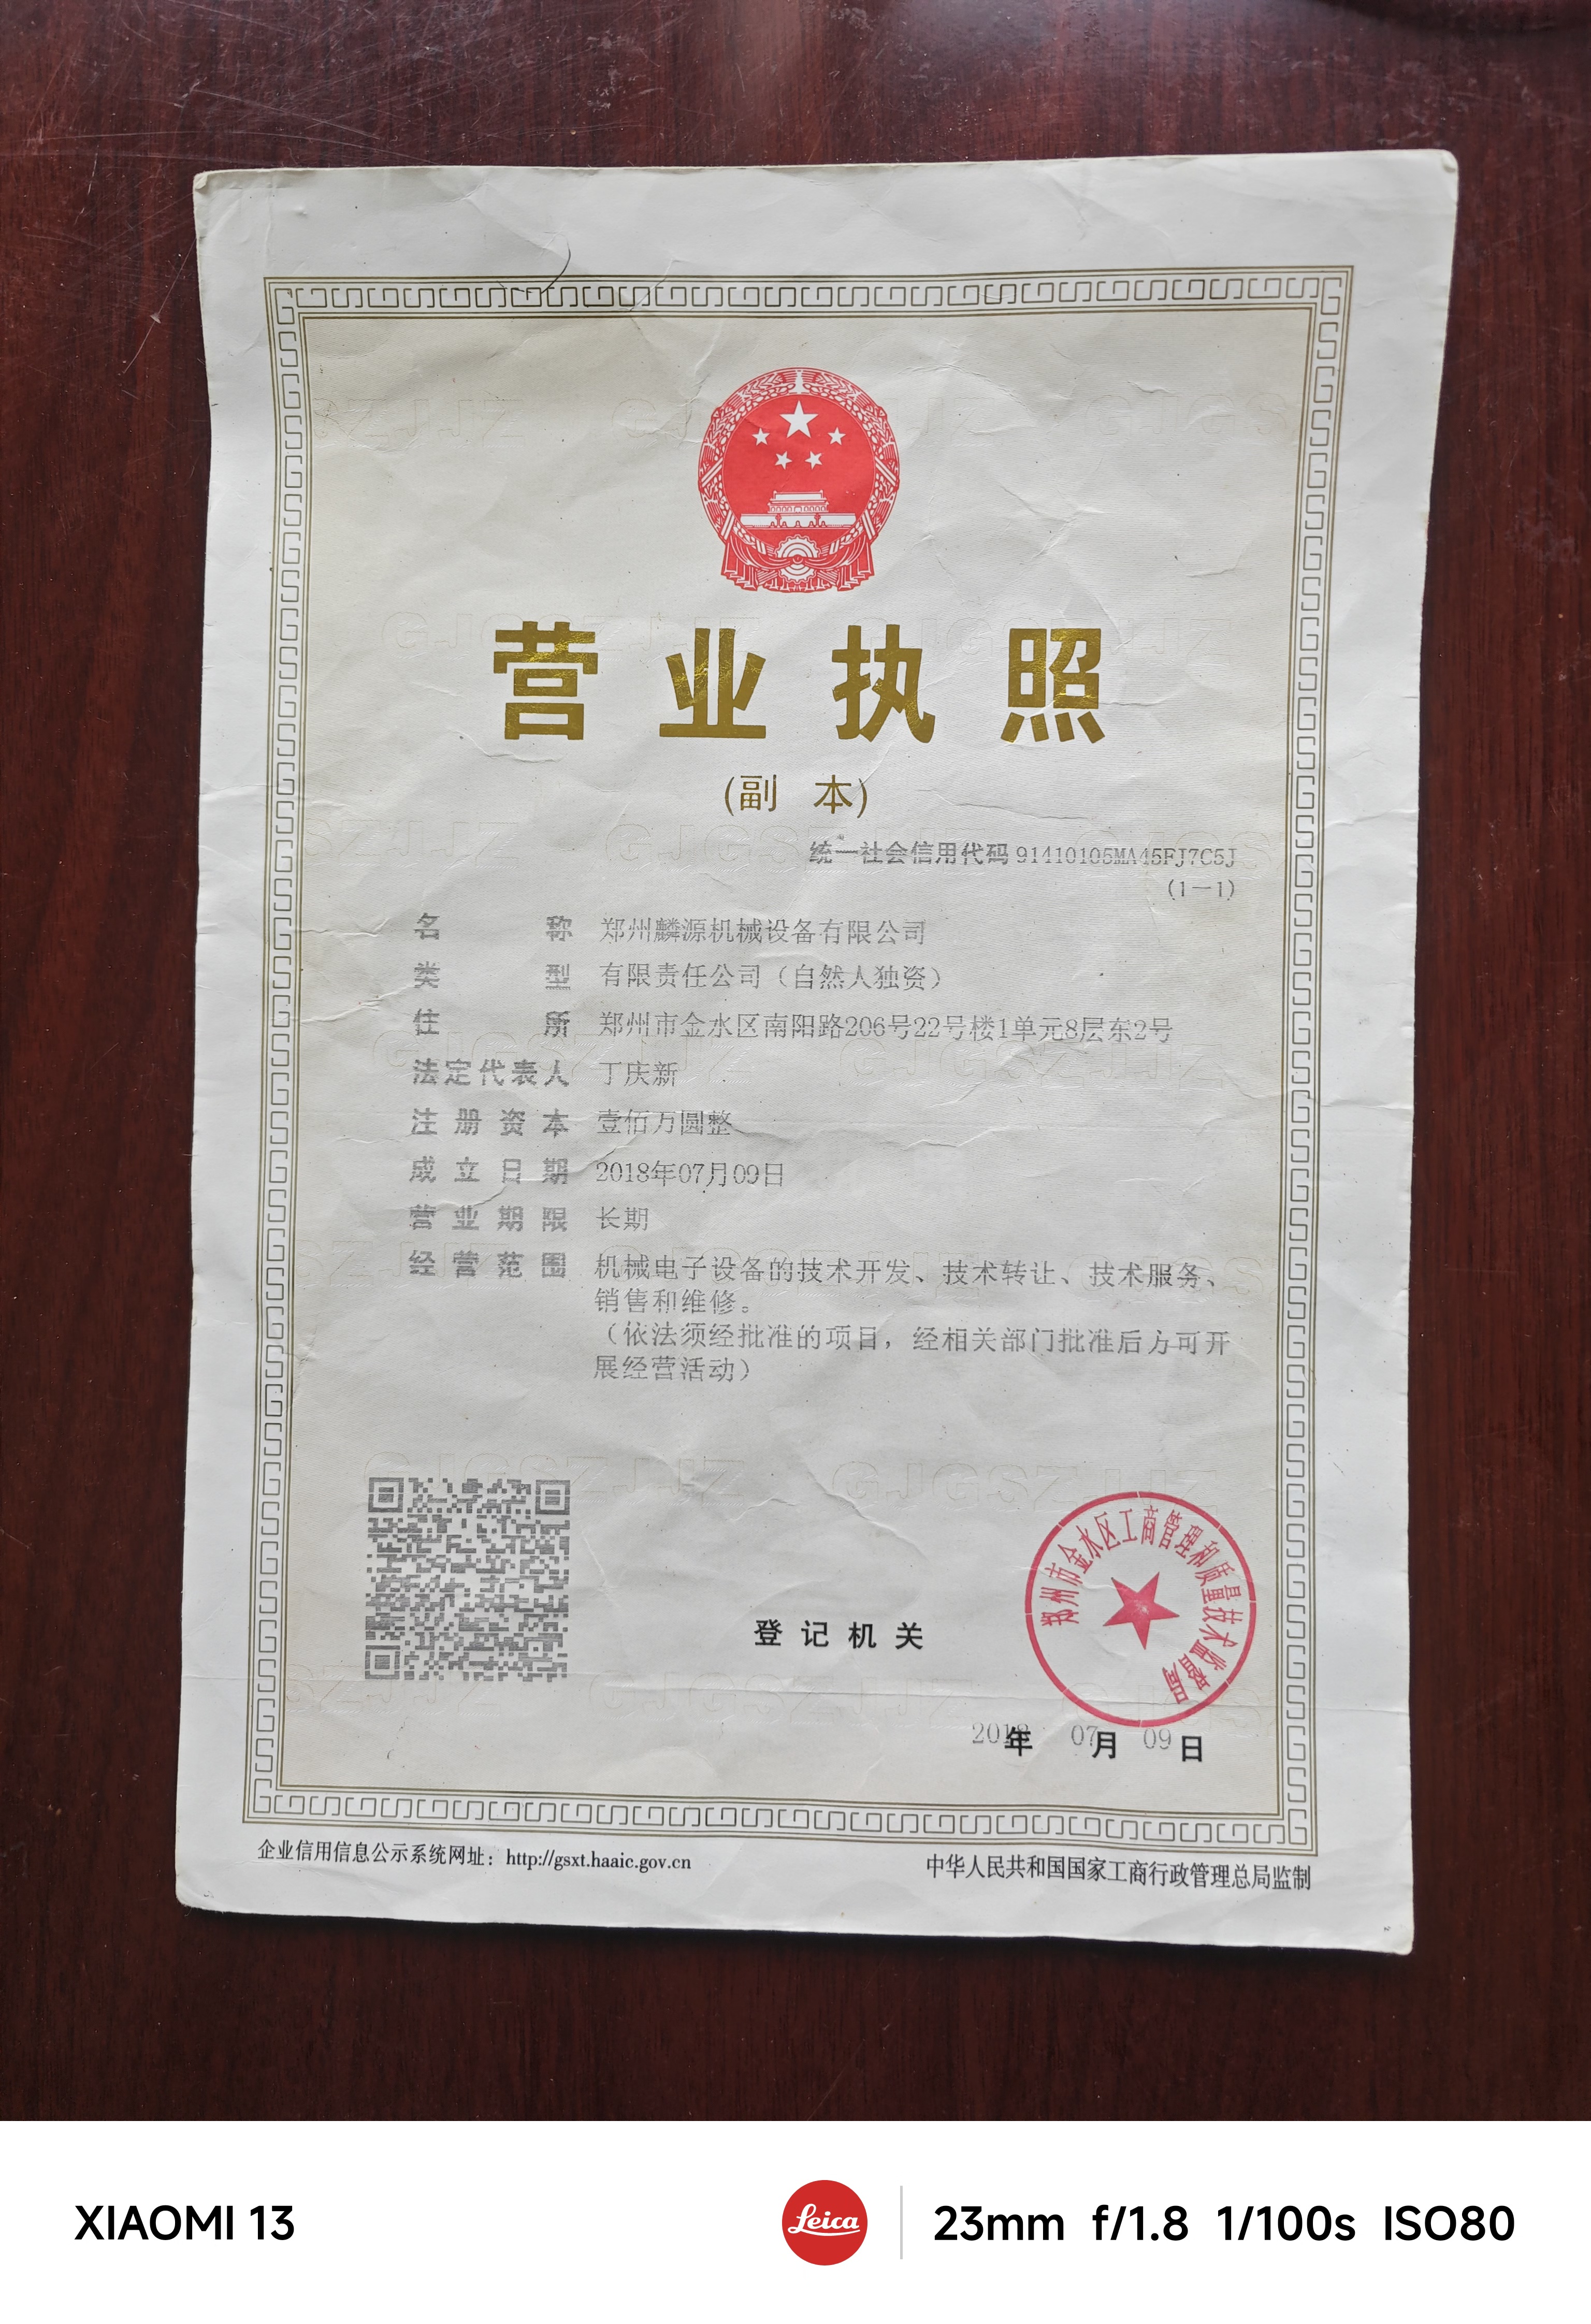 营业执照
(副 本)
统一社会信用代码 91410105MA45FJ7C5J
(1—1)
名 称 郑州麟源机械设备有限公司
类 型 有限责任公司（自然人独资）
住 所 郑州市金水区南阳路206号22号楼1单元8层东2号
法定代表人 丁庆新
注册资本 壹佰万圆整
成立日期 2018年07月09日
营业期限 长期
经营范围 机械电子设备的技术开发、技术转让、技术服务、
销售和维修。
（依法须经批准的项目，经相关部门批准后方可开
展经营活动）
郑州市金水区工商管理和质量技术监督局
登记机关
2018年 07月 09日
企业信用信息公示系统网址：http://gsxt.haaic.gov.cn
中华人民共和国国家工商行政管理总局监制
XIAOMI 13
Leica
23mm f/1.8 1/100s ISO80